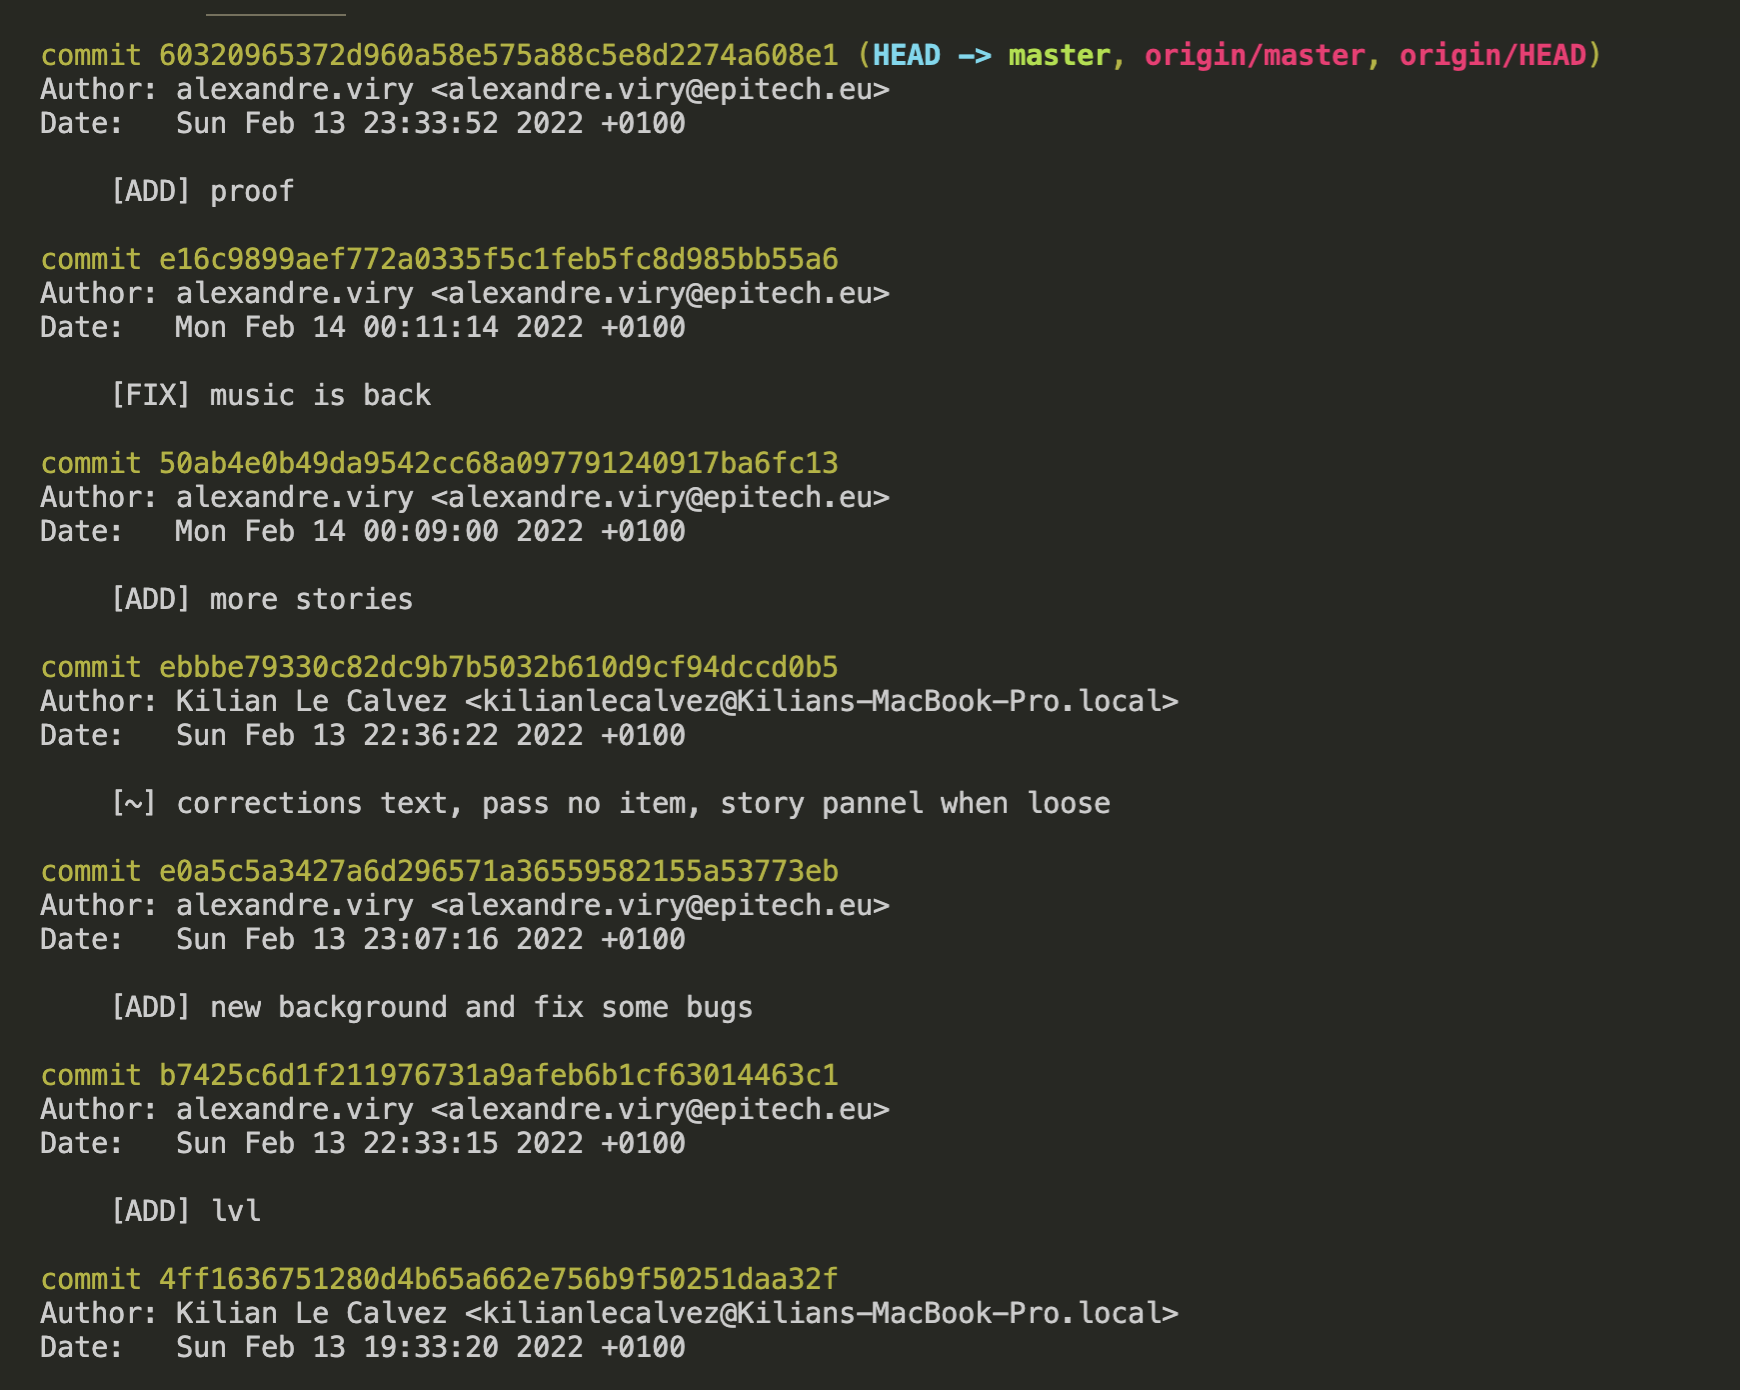 commit 60320965372d960a58e575a88c5e8d2274a608e1 (HEAD -> master, origin/master, origin/HEAD)
Author: alexandre.viry <alexandre.viry@epitech.eu>
Date:   Sun Feb 13 23:33:52 2022 +0100
[ADD] proof
commit e16c9899aef772a0335f5c1feb5fc8d985bb55a6
Author: alexandre.viry <alexandre.viry@epitech.eu>
Date:   Mon Feb 14 00:11:14 2022 +0100
[FIX] music is back
commit 50ab4e0b49da9542cc68a097791240917ba6fc13
Author: alexandre.viry <alexandre.viry@epitech.eu>
Date:   Mon Feb 14 00:09:00 2022 +0100
[ADD] more stories
commit ebbbe79330c82dc9b7b5032b610d9cf94dccd0b5
Author: Kilian Le Calvez <kilianlecalvez@Kilians-MacBook-Pro.local>
Date:   Sun Feb 13 22:36:22 2022 +0100
[~] corrections text, pass no item, story pannel when loose
commit e0a5c5a3427a6d296571a36559582155a53773eb
Author: alexandre.viry <alexandre.viry@epitech.eu>
Date:   Sun Feb 13 23:07:16 2022 +0100
[ADD] new background and fix some bugs
commit b7425c6d1f211976731a9afeb6b1cf63014463c1
Author: alexandre.viry <alexandre.viry@epitech.eu>
Date:   Sun Feb 13 22:33:15 2022 +0100
[ADD] lvl
commit 4ff1636751280d4b65a662e756b9f50251daa32f
Author: Kilian Le Calvez <kilianlecalvez@Kilians-MacBook-Pro.local>
Date:   Sun Feb 13 19:33:20 2022 +0100